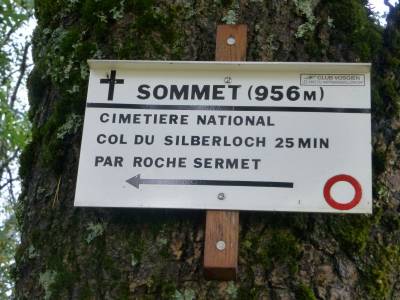 CLUB VOSGIEN
SOMMET (956M)
CIMETIERE NATIONAL
COL DU SILBERLOCH 25 MIN
PAR ROCHE SERMET